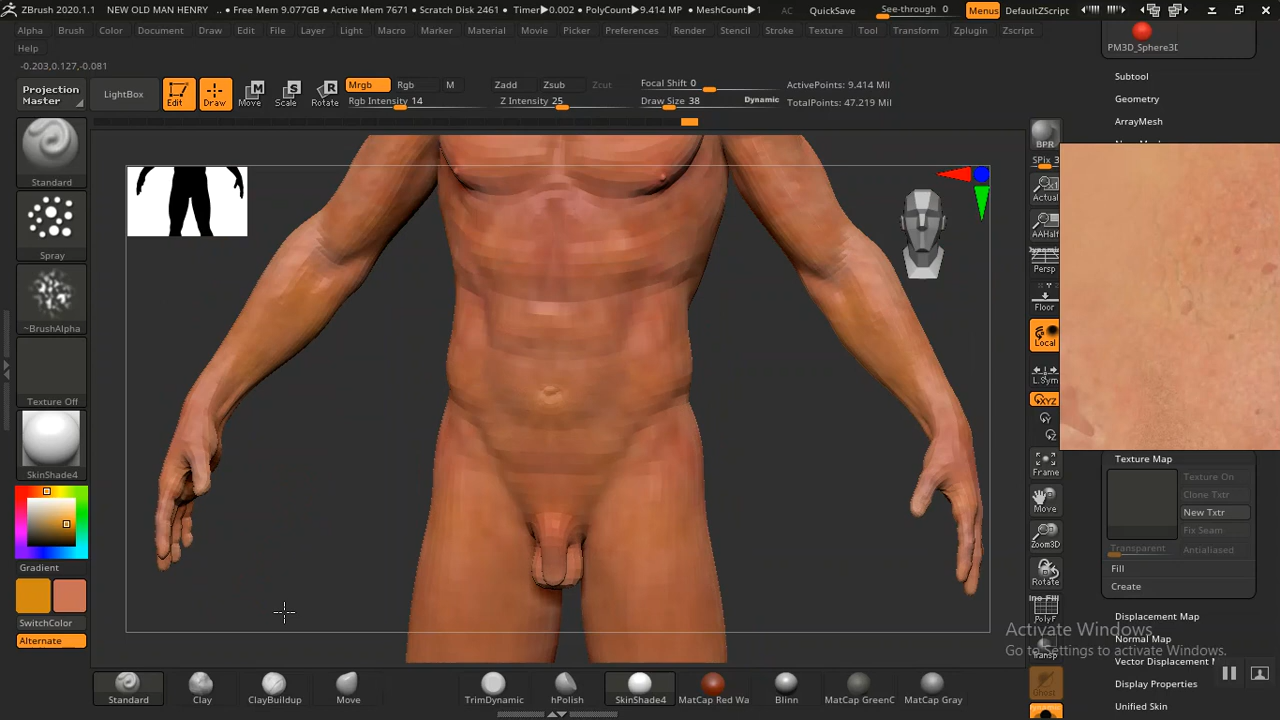 ZBrush 2020.1.1 NEW OLD MAN HENRY .. • Free Mem 9.077GB • Active Mem 7671 • Scratch Disk 2461 • Timer▶0.002 • PolyCount▶9.414 MP • MeshCount▶1 AC QuickSave See-through 0 Menus DefaultZScript
Alpha Brush Color Document Draw Edit File Layer Light Macro Marker Material Movie Picker Preferences Render Stencil Stroke Texture Tool Transform Zplugin Zscript
Help
PM3D_Sphere3D
-0.203,0.127,-0.081
Projection
Master
LightBox
Edit
Draw
Move
Scale
Rotate
Mrgb
Rgb
M
Rgb Intensity 14
Zadd
Zsub
Zcut
Z Intensity 25
Focal Shift 0
Draw Size 38
Dynamic
ActivePoints: 9.414 Mil
TotalPoints: 47.219 Mil
Subtool
Geometry
ArrayMesh
Standard
Spray
~BrushAlpha
Texture Off
SkinShade4
Gradient
SwitchColor
Alternate
BPR
SPix 3
Actual
AAHalf
Dynamic
Persp
Floor
Local
L.Sym
XYZ
Y
Z
Frame
Move
Zoom3D
Rotate
PolyF
Transp
Ghost
Texture Map
Texture On
Clone Txtr
New Txtr
Fix Seam
Transparent
Antialiased
Fill
Create
Displacement Map
Normal Map
Vector Displacement
Display Properties
Unified Skin
Activate Windows
Go to Settings to activate Windows.
Standard
Clay
ClayBuildup
Move
TrimDynamic
hPolish
SkinShade4
MatCap Red Wa
Blinn
MatCap GreenC
MatCap Gray